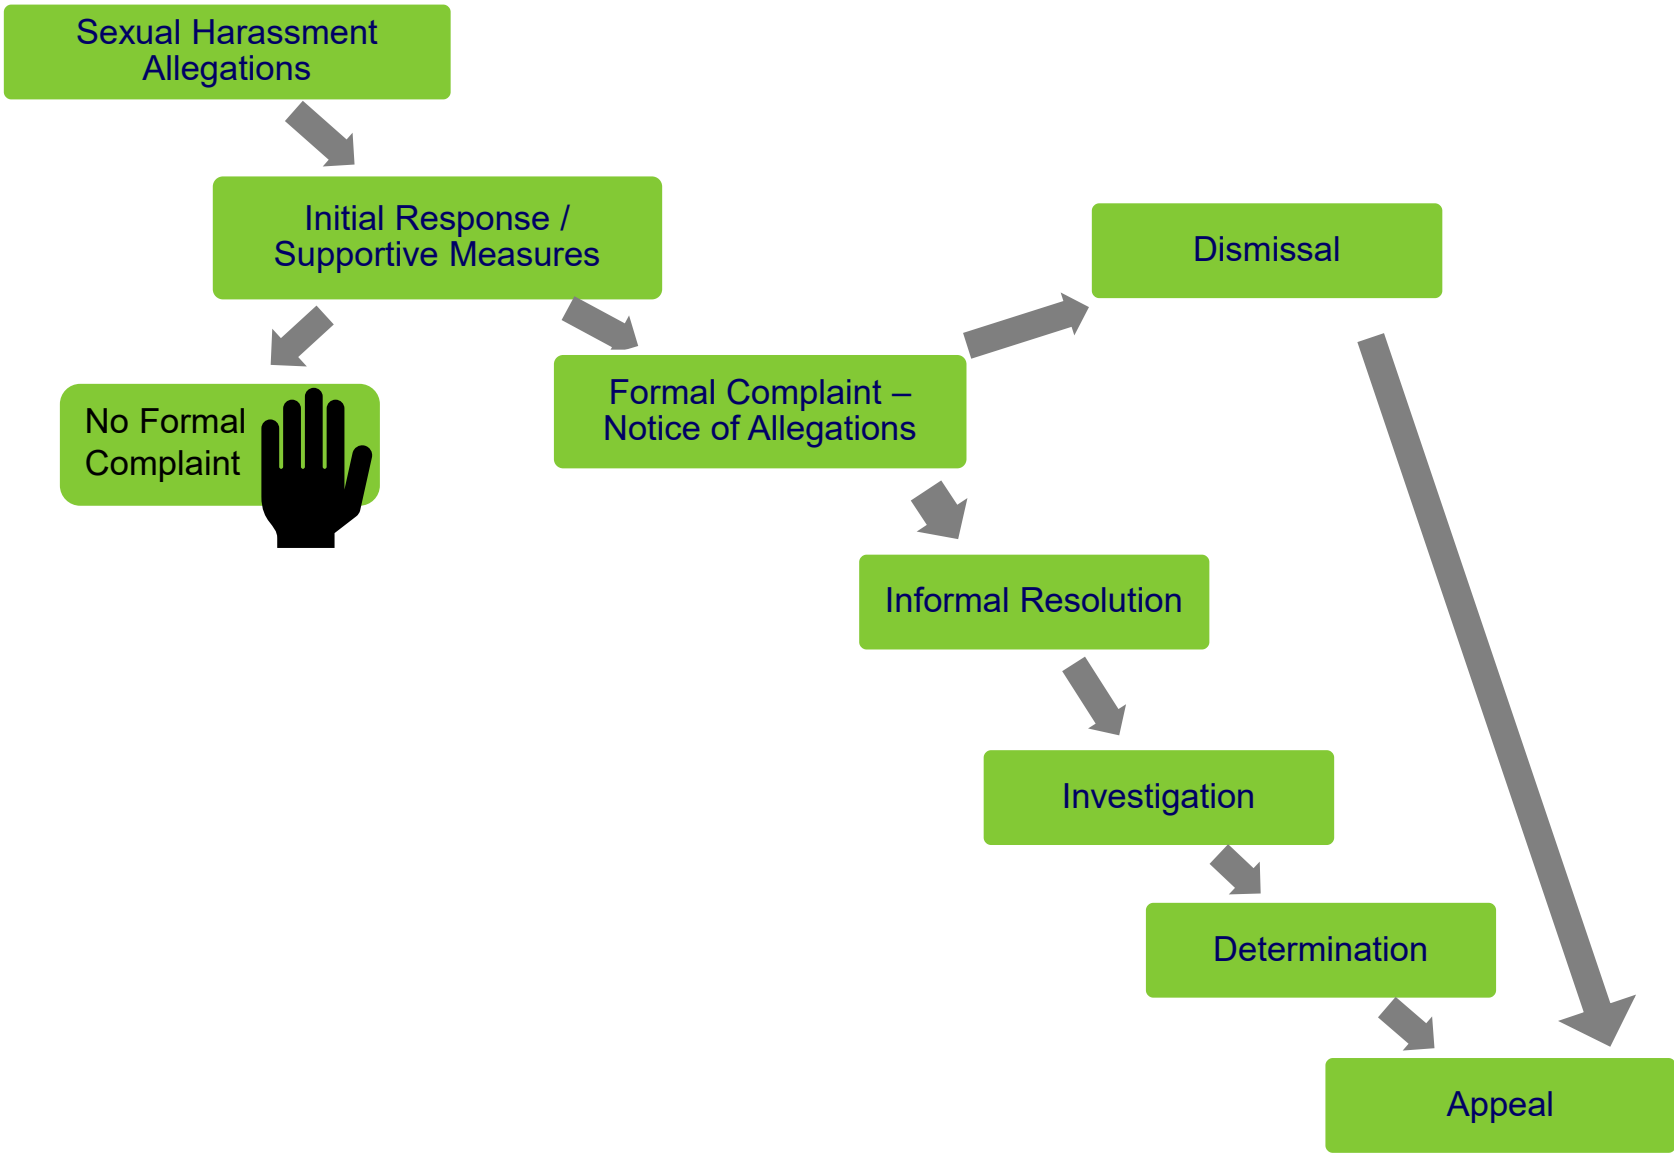 Sexual Harassment
Allegations
Initial Response /
Supportive Measures
Dismissal
Formal Complaint –
Notice of Allegations
No Formal
Complaint
Informal Resolution
Investigation
Determination
Appeal